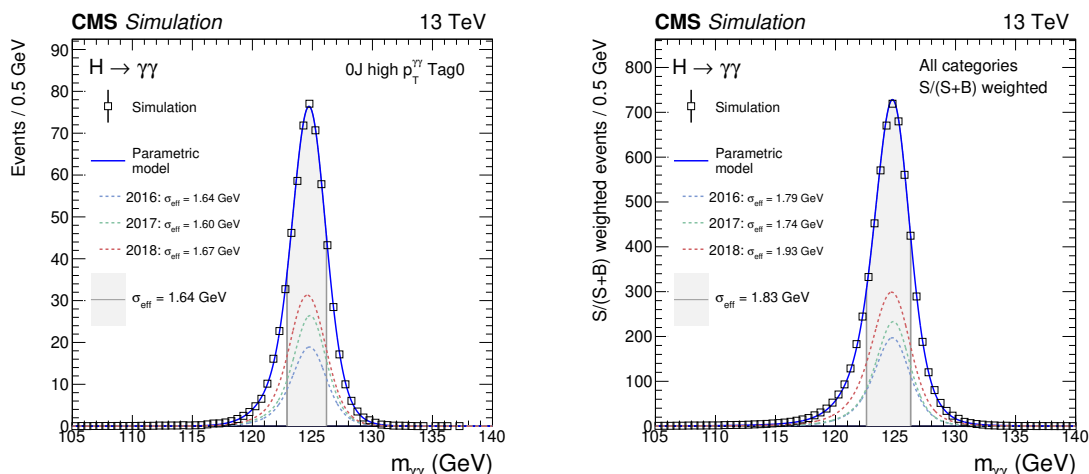 CMS Simulation 13 TeV
Events / 0.5 GeV
H → γγ
0J high p_T^γγ Tag0
Simulation
Parametric
model
2016: σ_eff = 1.64 GeV
2017: σ_eff = 1.60 GeV
2018: σ_eff = 1.67 GeV
σ_eff = 1.64 GeV
90
80
70
60
50
40
30
20
10
0
105 110 115 120 125 130 135 140
m_γγ (GeV)
CMS Simulation 13 TeV
S/(S+B) weighted events / 0.5 GeV
H → γγ
All categories
S/(S+B) weighted
Simulation
Parametric
model
2016: σ_eff = 1.79 GeV
2017: σ_eff = 1.74 GeV
2018: σ_eff = 1.93 GeV
σ_eff = 1.83 GeV
800
700
600
500
400
300
200
100
0
105 110 115 120 125 130 135 140
m_γγ (GeV)